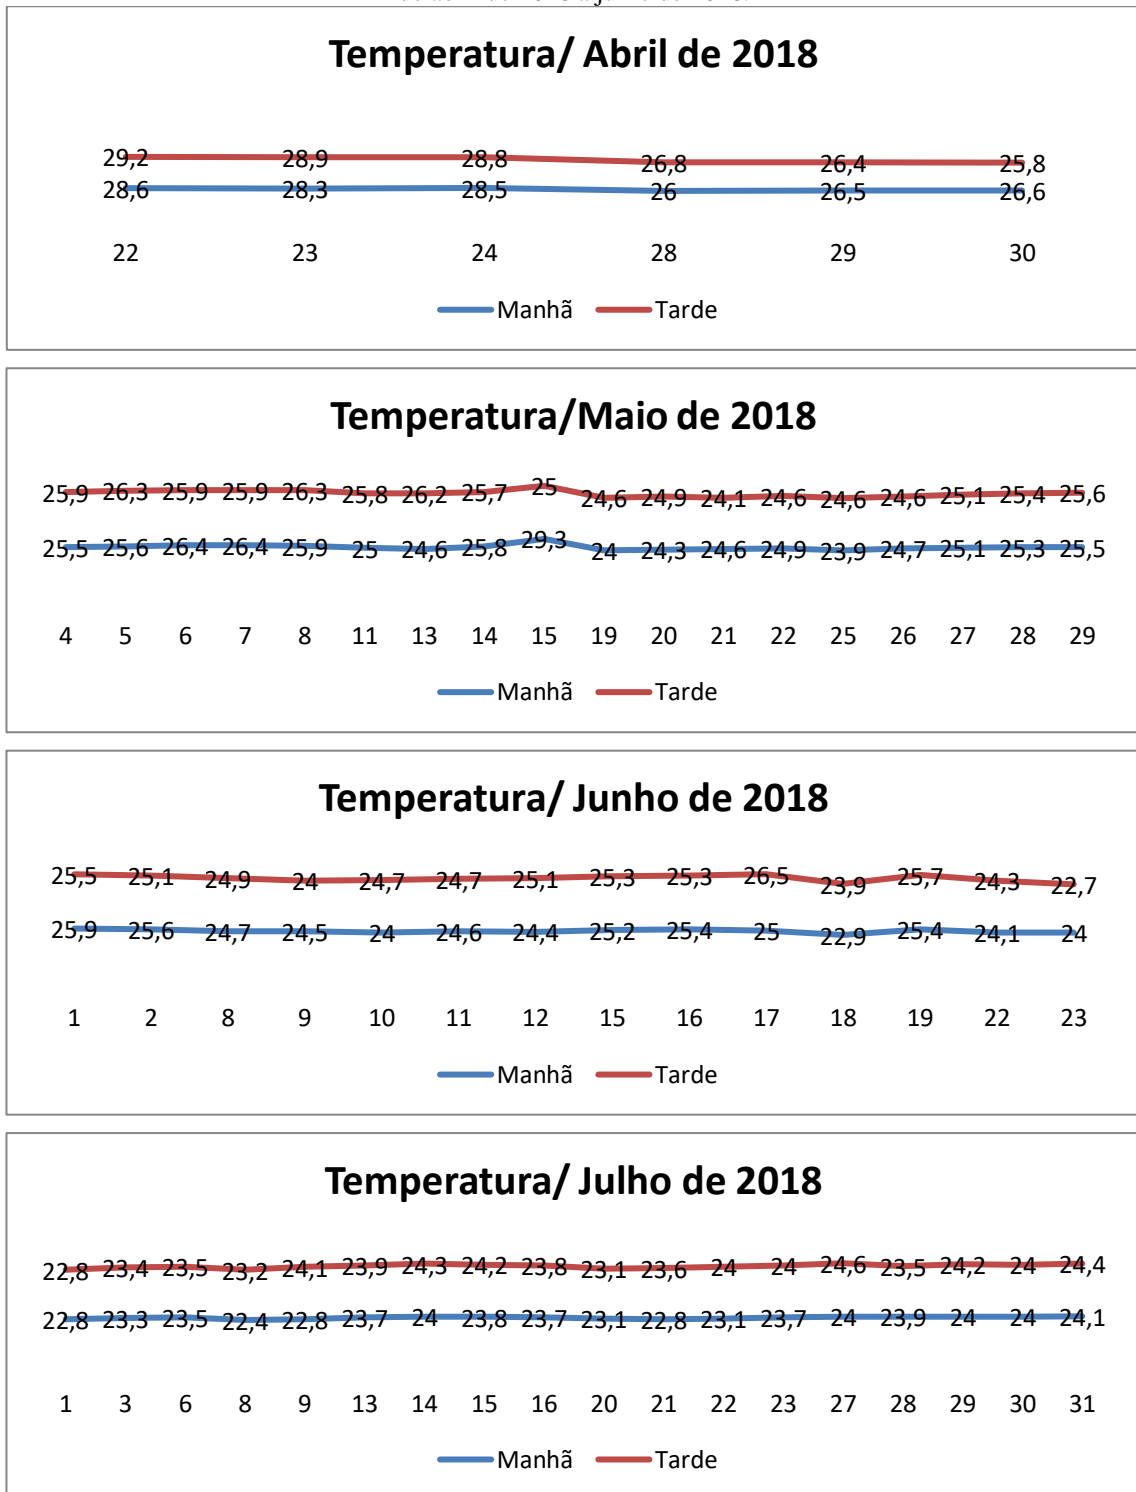 Temperatura/ Abril de 2018
29,2 28,9 28,8 26,8 26,4 25,8
28,6 28,3 28,5 26 26,5 26,6
22 23 24 28 29 30
Manhã Tarde
Temperatura/Maio de 2018
25,9 26,3 25,9 25,9 26,3 25,8 26,2 25,7 25 24,6 24,9 24,1 24,6 24,6 24,6 25,1 25,4 25,6
25,5 25,6 26,4 26,4 25,9 25 24,6 25,8 29,3 24 24,3 24,6 24,9 23,9 24,7 25,1 25,3 25,5
4 5 6 7 8 11 13 14 15 19 20 21 22 25 26 27 28 29
Manhã Tarde
Temperatura/ Junho de 2018
25,5 25,1 24,9 24 24,7 24,7 25,1 25,3 25,3 26,5 23,9 25,7 24,3 22,7
25,9 25,6 24,7 24,5 24 24,6 24,4 25,2 25,4 25 22,9 25,4 24,1 24
1 2 8 9 10 11 12 15 16 17 18 19 22 23
Manhã Tarde
Temperatura/ Julho de 2018
22,8 23,4 23,5 23,2 24,1 23,9 24,3 24,2 23,8 23,1 23,6 24 24 24,6 23,5 24,2 24 24,4
22,8 23,3 23,5 22,4 22,8 23,7 24 23,8 23,7 23,1 22,8 23,1 23,7 24 23,9 24 24 24,1
1 3 6 8 9 13 14 15 16 20 21 22 23 27 28 29 30 31
Manhã Tarde